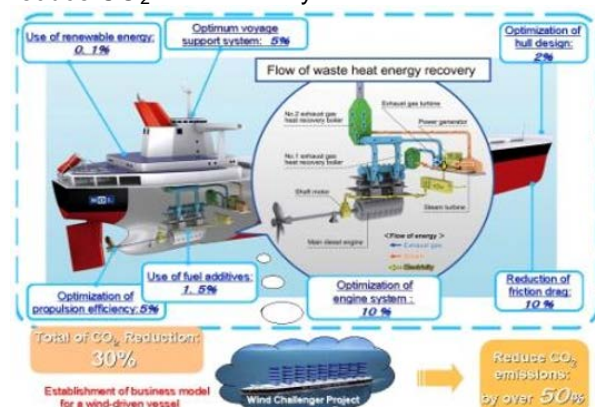 Use of renewable energy:
0. 1%
Optimum voyage
support system: 5%
Optimization of
hull design:
2%
Flow of waste heat energy recovery
No.2 exhaust gas
heat recovery boiler
Exhaust gas turbine
Power generator
No.1 exhaust gas
heat recovery boiler
Shaft motor
Steam turbine
Main diesel engine
<Flow of energy>
Exhaust gas
Electricity
Use of fuel additives:
1. 5%
Optimization of
propulsion efficiency: 5%
Optimization of
engine system :
10 %
Reduction of
friction drag:
10 %
Total of CO₂ Reduction:
30%
Establishment of business model
for a wind-driven vessel
Wind Challenger Project
Reduce CO₂
emissions:
by over 50%